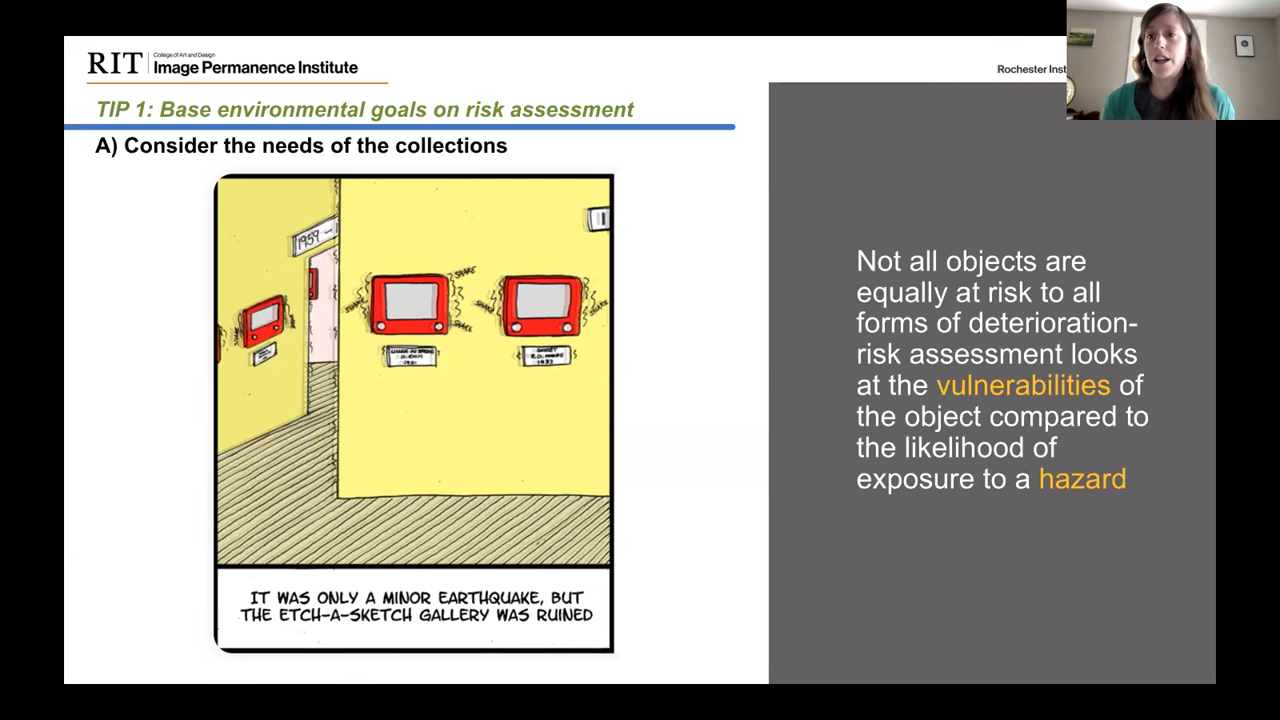 RIT
College of Art and Design
Image Permanence Institute
Rochester Inst
TIP 1: Base environmental goals on risk assessment
A) Consider the needs of the collections
1959 –
SHAKE
SHAKE
SHAKE
SHAKE
SHAKE
SHAKE
1981
1983
IT WAS ONLY A MINOR EARTHQUAKE, BUT
THE ETCH-A-SKETCH GALLERY WAS RUINED
Not all objects are
equally at risk to all
forms of deterioration-
risk assessment looks
at the vulnerabilities of
the object compared to
the likelihood of
exposure to a hazard